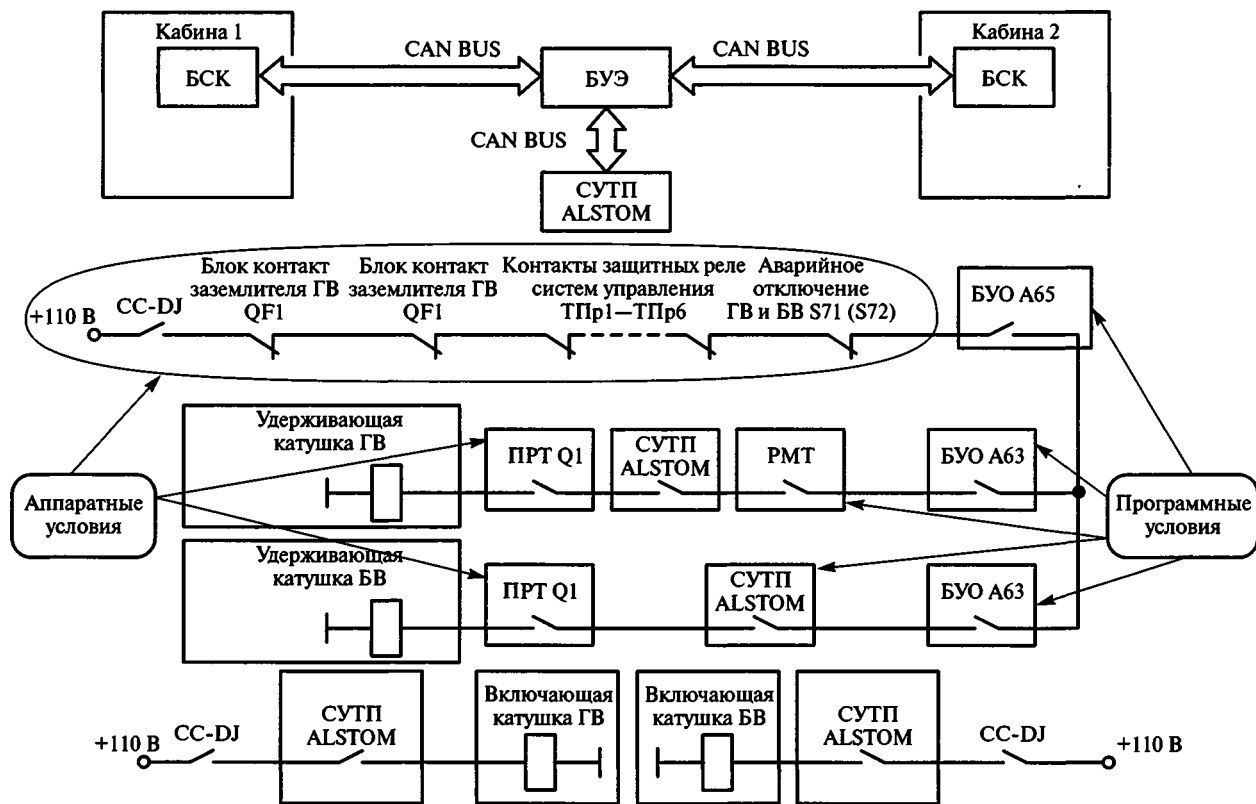 Кабина 1
БСК
CAN BUS
БУЭ
CAN BUS
Кабина 2
БСК
CAN BUS
СУТП
ALSTOM
+110 В
CC-DJ
Блок контакт
заземлителя ГВ
QF1
Блок контакт
заземлителя ГВ
QF1
Контакты защитных реле
систем управления
ТПр1—ТПр6
Аварийное
отключение
ГВ и БВ S71 (S72)
БУО А65
Удерживающая
катушка ГВ
ПРТ Q1
СУТП
ALSTOM
РМТ
БУО А63
Аппаратные
условия
Программные
условия
Удерживающая
катушка БВ
ПРТ Q1
СУТП
ALSTOM
БУО А63
+110 В
CC-DJ
СУТП
ALSTOM
Включающая
катушка ГВ
Включающая
катушка БВ
СУТП
ALSTOM
CC-DJ
+110 В